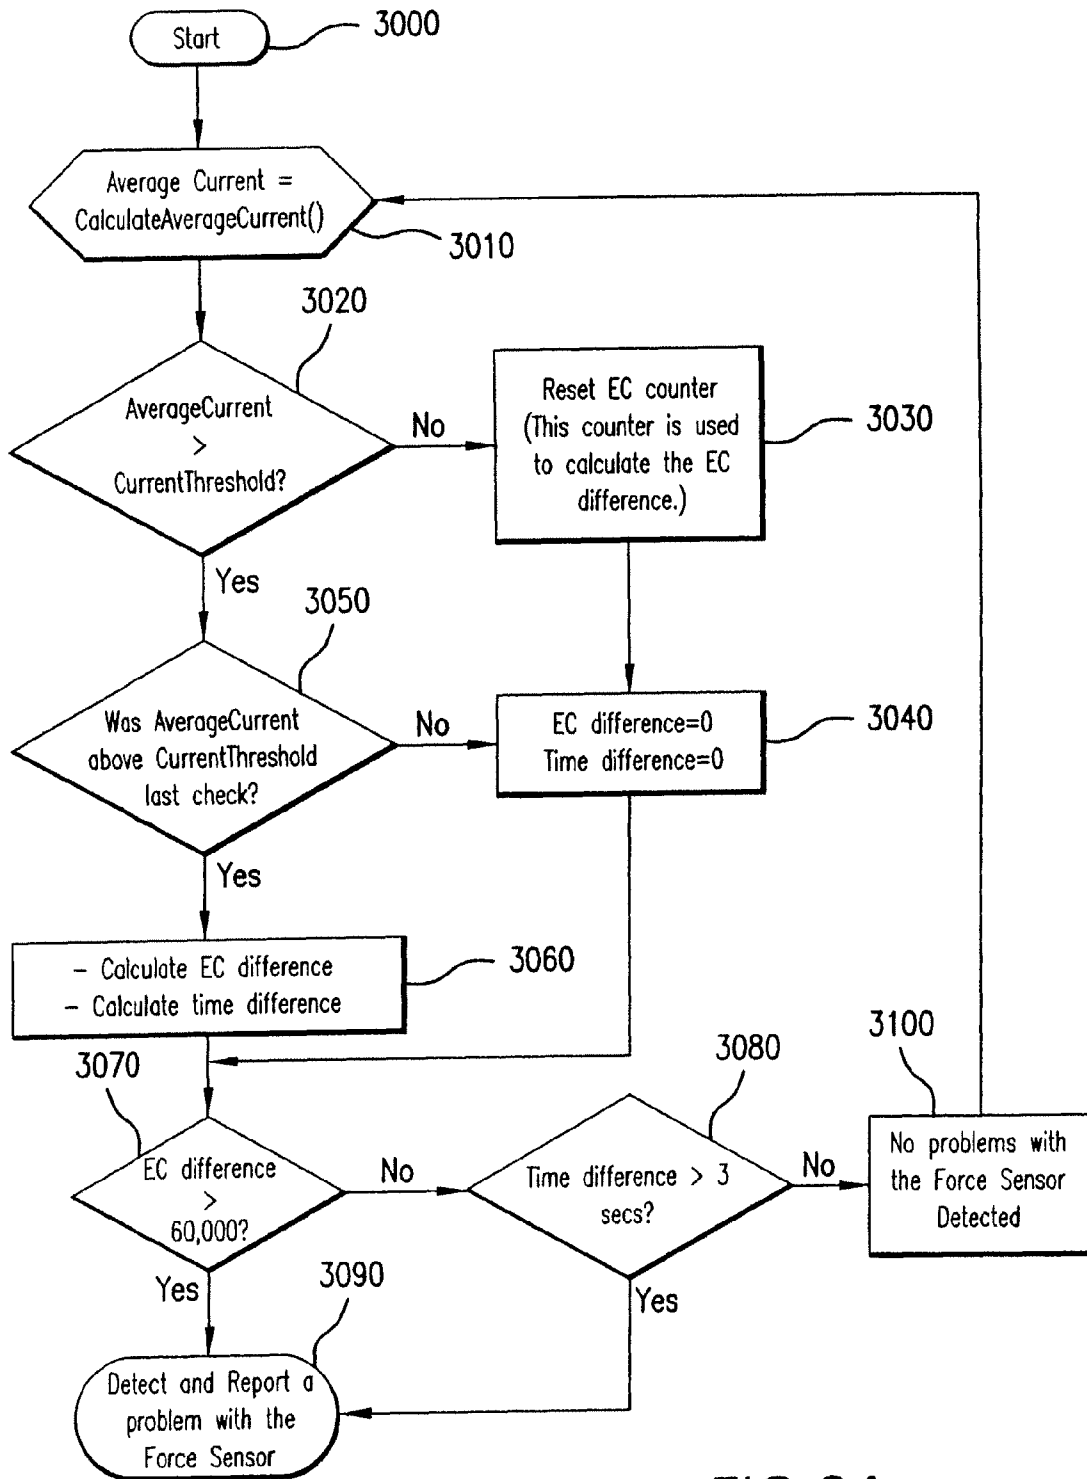 Start
3000
Average Current =
CalculateAverageCurrent()
3010
3020
AverageCurrent
>
CurrentThreshold?
No
Reset EC counter
(This counter is used
to calculate the EC
difference.)
3030
Yes
3050
Was AverageCurrent
above CurrentThreshold
last check?
No
EC difference=0
Time difference=0
3040
Yes
- Calculate EC difference
- Calculate time difference
3060
3070
EC difference
>
60,000?
No
3080
Time difference > 3
secs?
No
3100
No problems with
the Force Sensor
Detected
Yes
Yes
3090
Detect and Report a
problem with the
Force Sensor